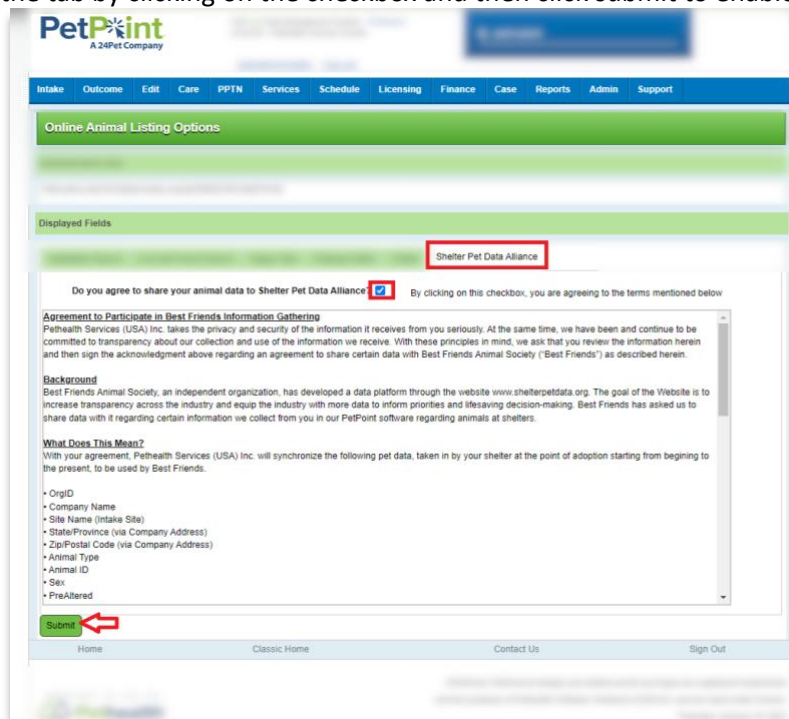 the tab by clicking on the checkbox and then click submit to enable
PetPoint
A 24Pet Company
Intake Outcome Edit Care PPTN Services Schedule Licensing Finance Case Reports Admin Support
Online Animal Listing Options
Displayed Fields
Shelter Pet Data Alliance
Do you agree to share your animal data to Shelter Pet Data Alliance? By clicking on this checkbox, you are agreeing to the terms mentioned below
Agreement to Participate in Best Friends Information Gathering
Pethealth Services (USA) Inc. takes the privacy and security of the information it receives from you seriously. At the same time, we have been and continue to be
committed to transparency about our collection and use of the information we receive. With these principles in mind, we ask that you review the information herein
and then sign the acknowledgment above regarding an agreement to share certain data with Best Friends Animal Society ("Best Friends") as described herein.
Background
Best Friends Animal Society, an independent organization, has developed a data platform through the website www.shelterpetdata.org. The goal of the Website is to
increase transparency across the industry and equip the industry with more data to inform priorities and lifesaving decision-making. Best Friends has asked us to
share data with it regarding certain information we collect from you in our PetPoint software regarding animals at shelters.
What Does This Mean?
With your agreement, Pethealth Services (USA) Inc. will synchronize the following pet data, taken in by your shelter at the point of adoption starting from begining to
the present, to be used by Best Friends.
• OrgID
• Company Name
• Site Name (Intake Site)
• State/Province (via Company Address)
• Zip/Postal Code (via Company Address)
• Animal Type
• Animal ID
• Sex
• PreAltered
Submit
Home Classic Home Contact Us Sign Out